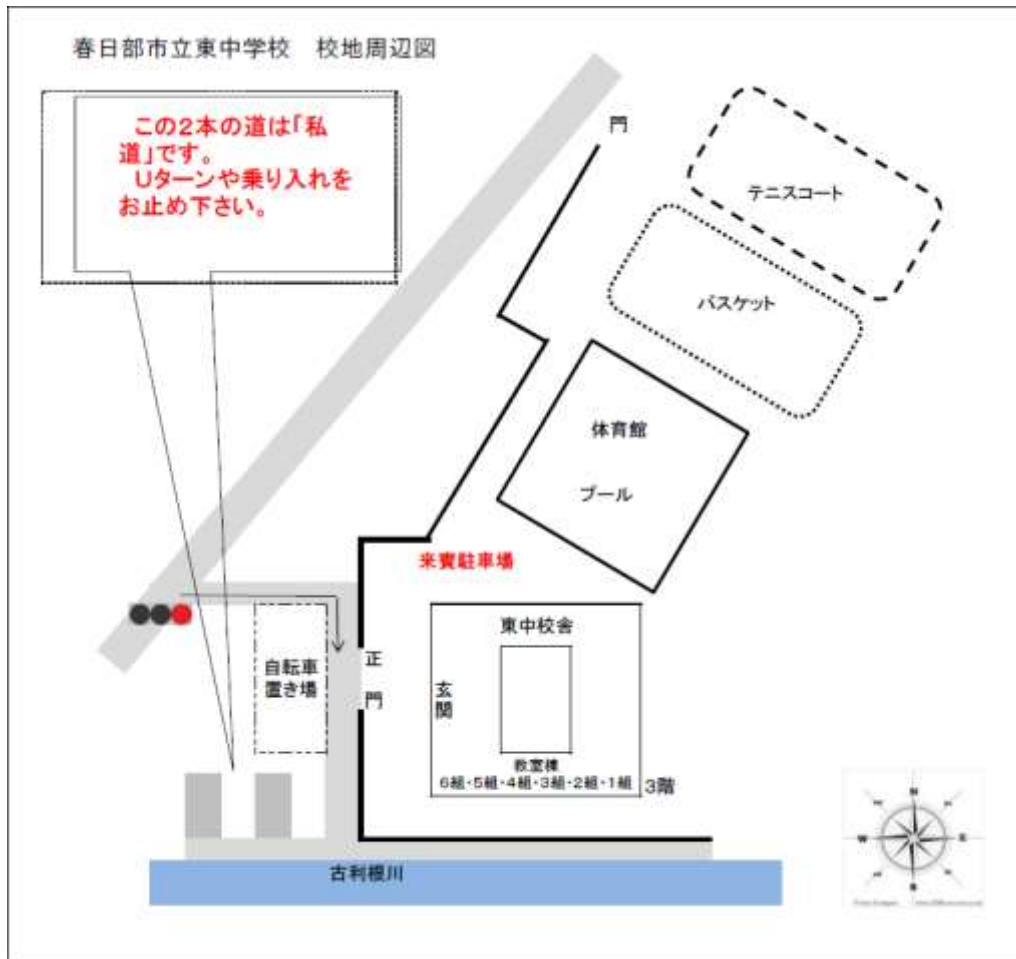 春日部市立東中学校　校地周辺図
この２本の道は「私
道」です。
Ｕターンや乗り入れを
お止め下さい。
門
テニスコート
バスケット
体育館
プール
来賓駐車場
東中校舎
正
門
自転車
置き場
玄
関
教室棟
6組・5組・4組・3組・2組・1組
3階
古利根川
N
W
E
S